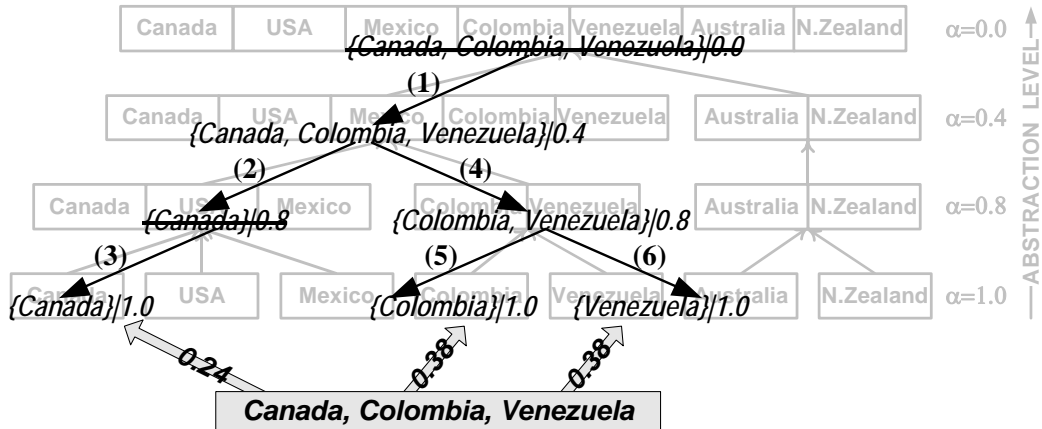 Canada USA Mexico Colombia Venezuela Australia N.Zealand α=0.0
{Canada, Colombia, Venezuela}|0.0
(1)
Canada USA Mexico Colombia Venezuela Australia N.Zealand α=0.4
{Canada, Colombia, Venezuela}|0.4
(2) (4)
Canada USA Mexico Colombia Venezuela Australia N.Zealand α=0.8
{Canada}|0.8 {Colombia, Venezuela}|0.8
(3) (5) (6)
Canada USA Mexico Colombia Venezuela Australia N.Zealand α=1.0
{Canada}|1.0 {Colombia}|1.0 {Venezuela}|1.0
0.24 0.38 0.38
Canada, Colombia, Venezuela
ABSTRACTION LEVEL